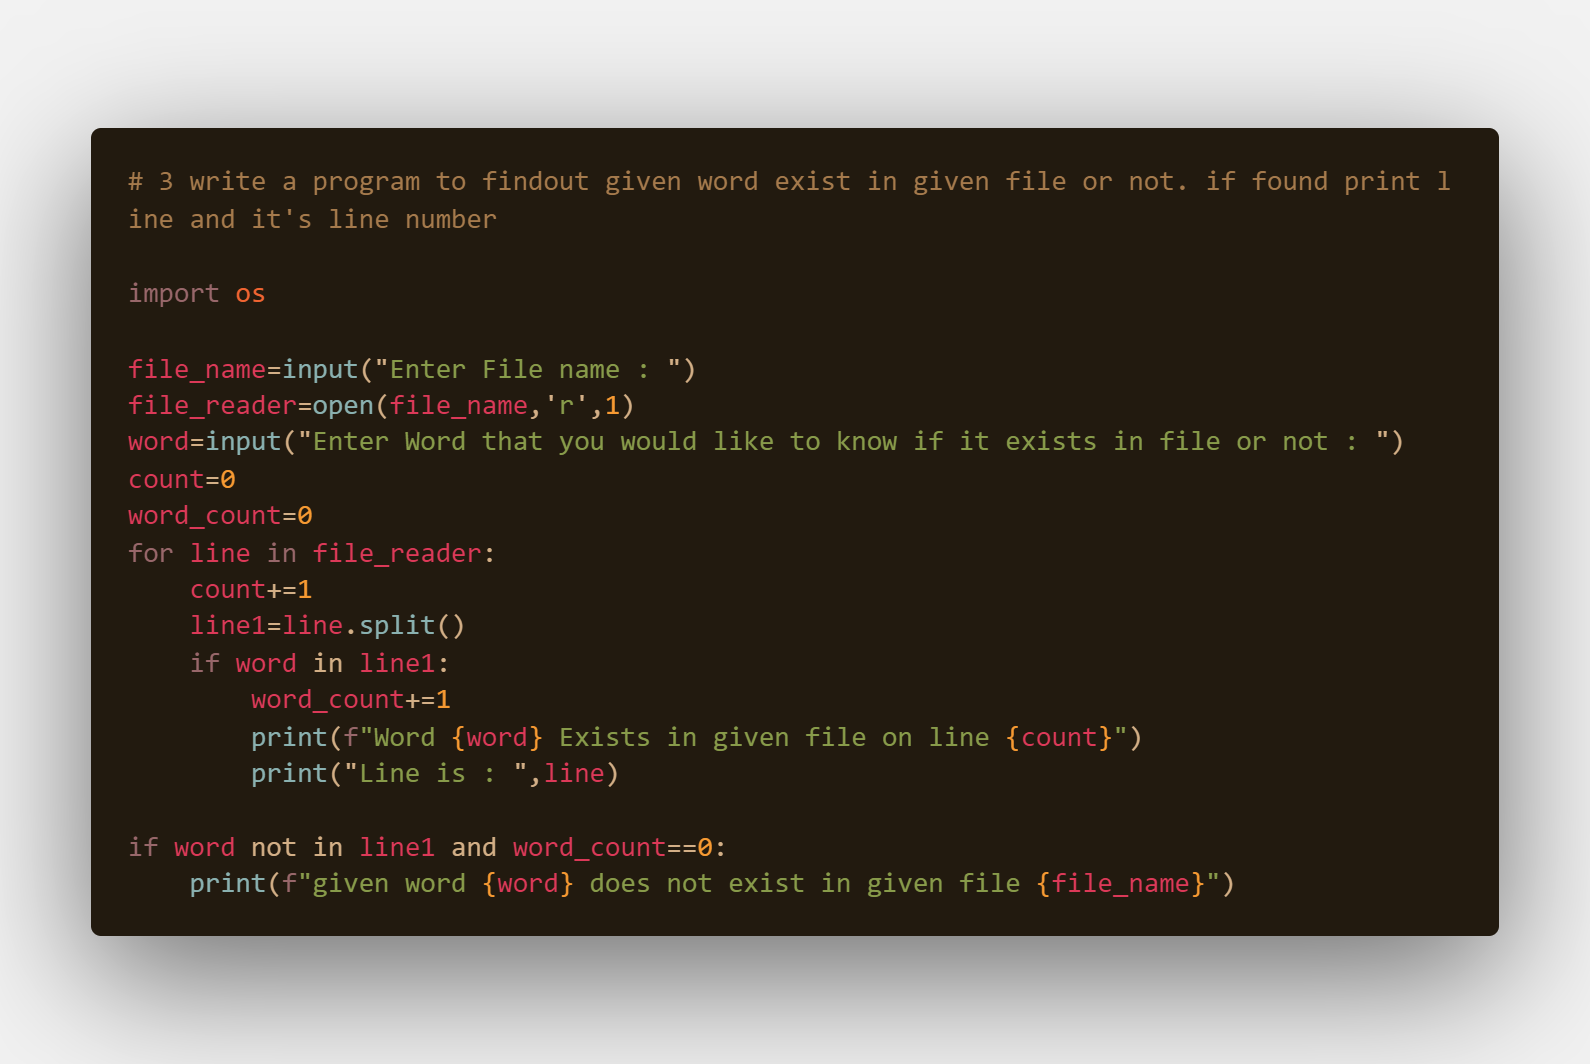 # 3 write a program to findout given word exist in given file or not. if found print l
ine and it's line number
import os
file_name=input("Enter File name : ")
file_reader=open(file_name,'r',1)
word=input("Enter Word that you would like to know if it exists in file or not : ")
count=0
word_count=0
for line in file_reader:
    count+=1
    line1=line.split()
    if word in line1:
        word_count+=1
        print(f"Word {word} Exists in given file on line {count}")
        print("Line is : ",line)
if word not in line1 and word_count==0:
    print(f"given word {word} does not exist in given file {file_name}")